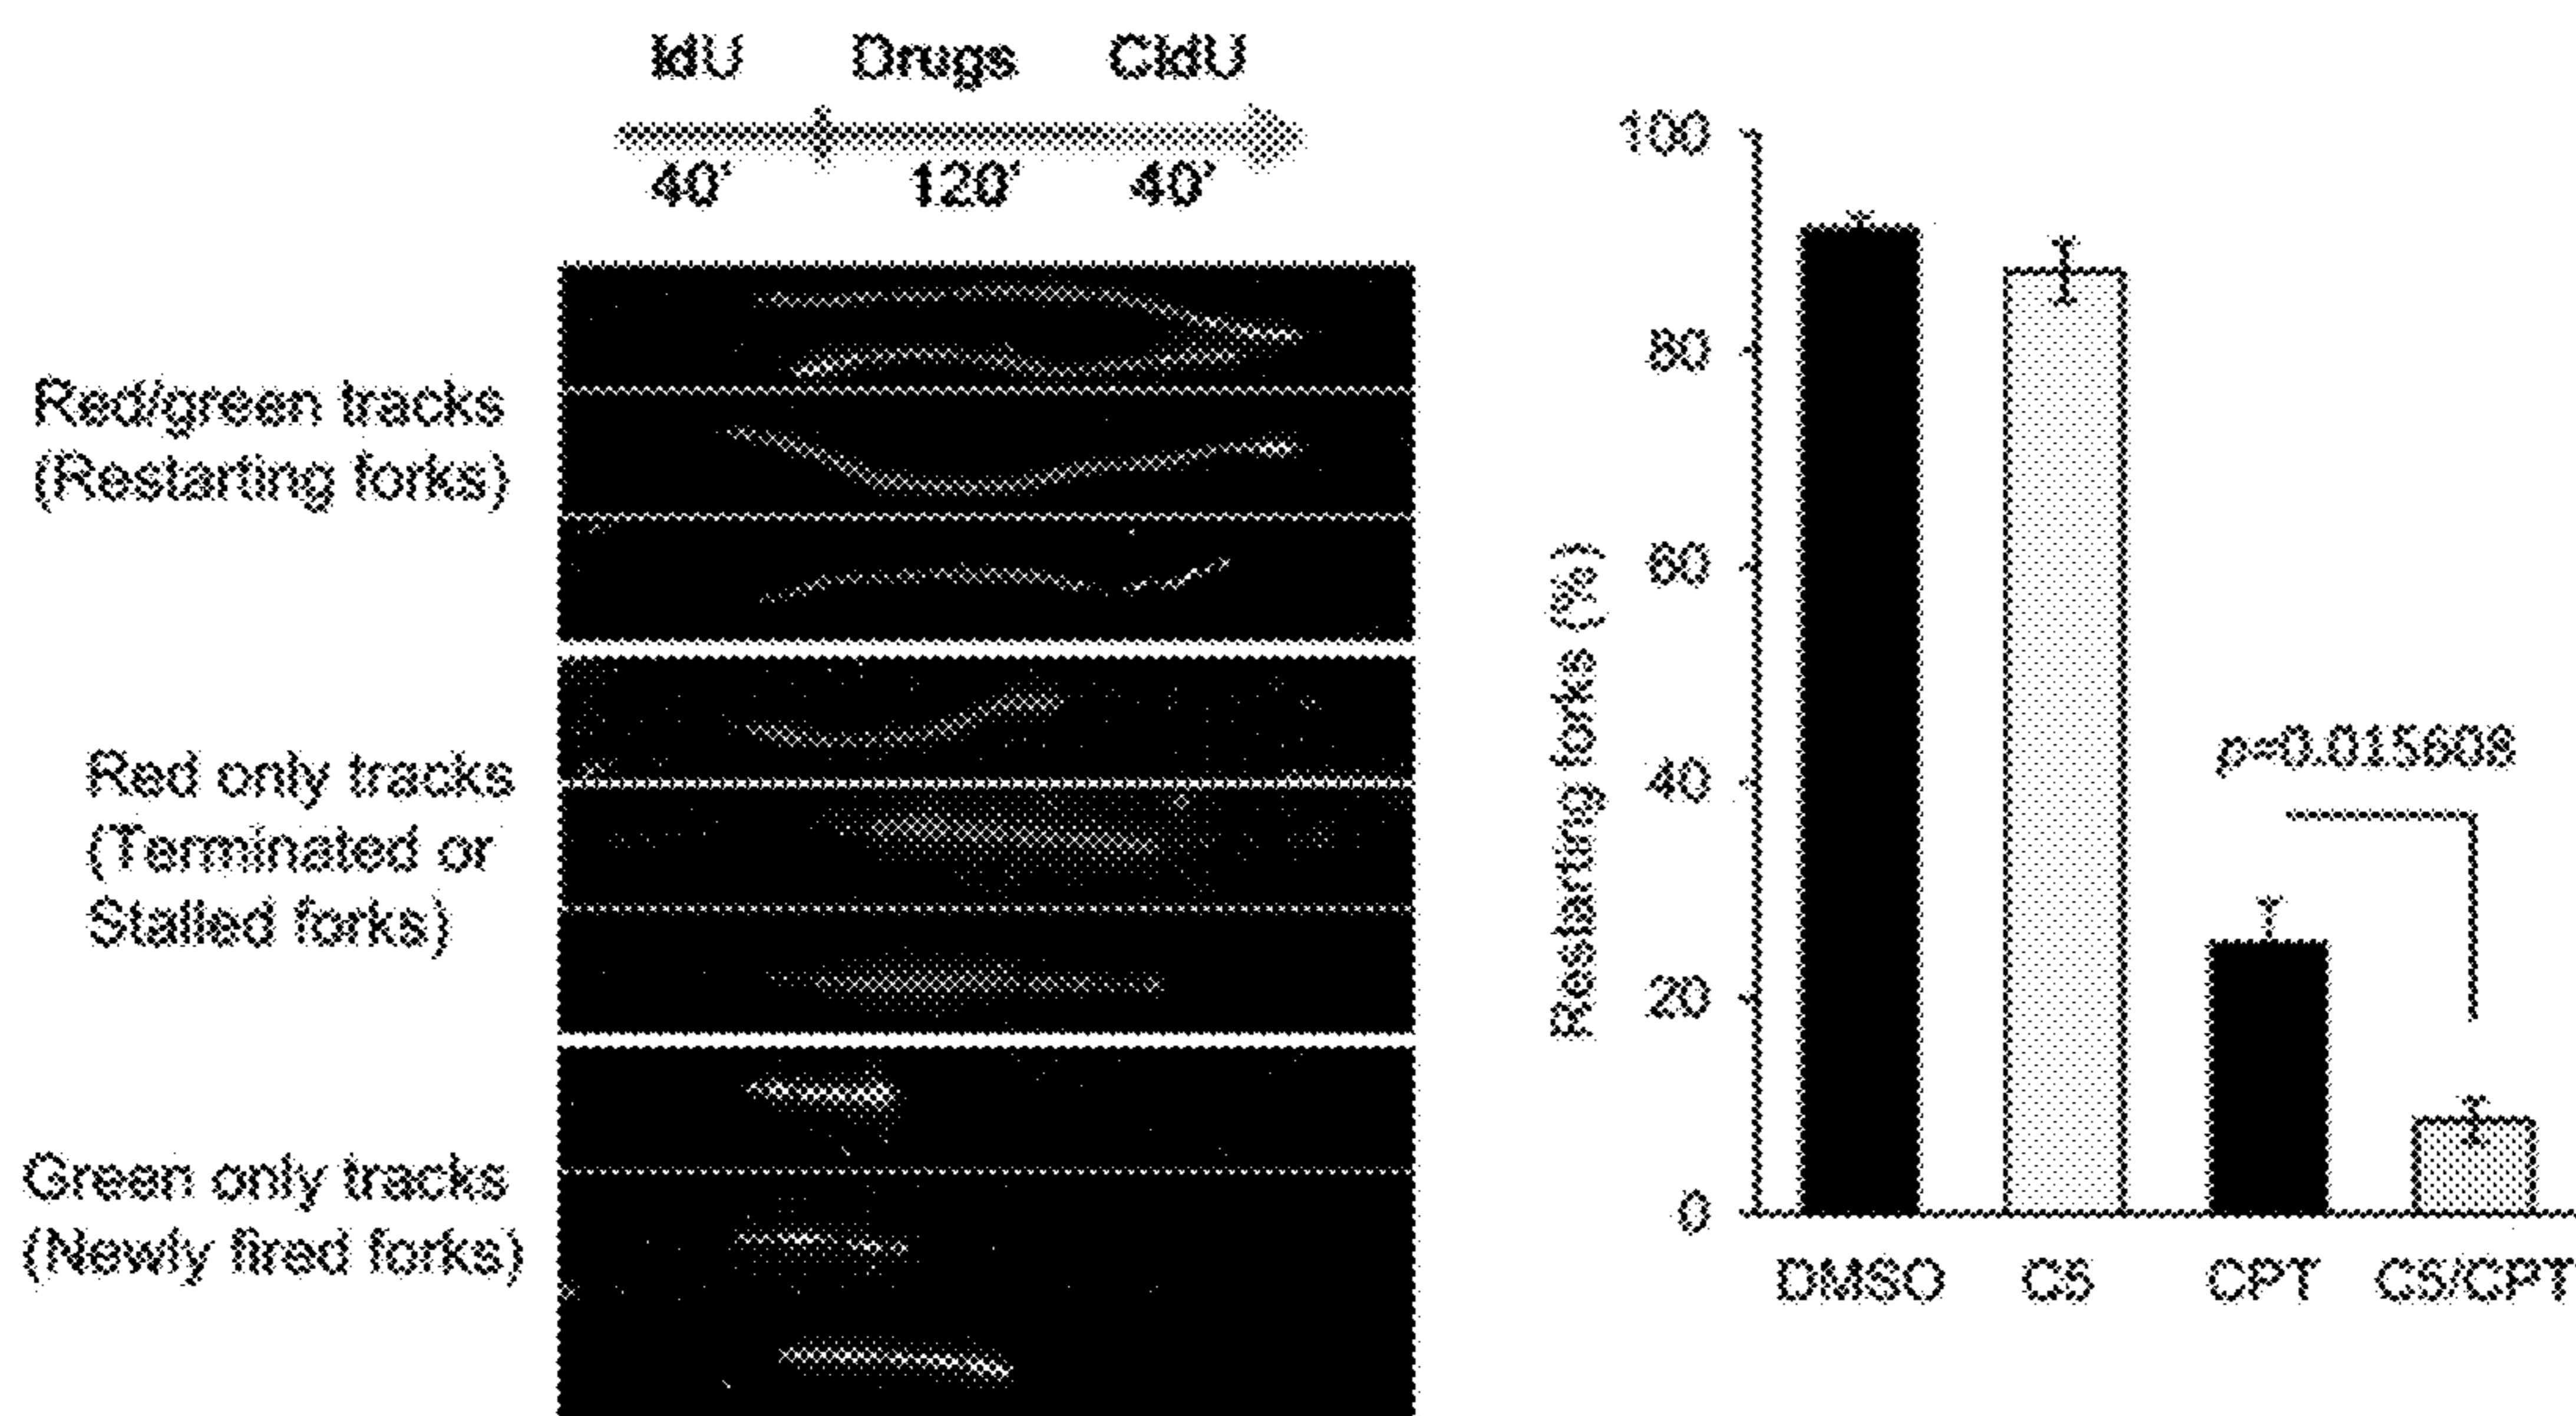 IdU Drugs CldU
40' 120' 40'
Red/green tracks
(Restarting forks)
Red only tracks
(Terminated or
Stalled forks)
Green only tracks
(Newly fired forks)
Restarting forks (%)
100
80
60
40
20
0
p=0.015608
DMSO C5 CPT C5/CPT